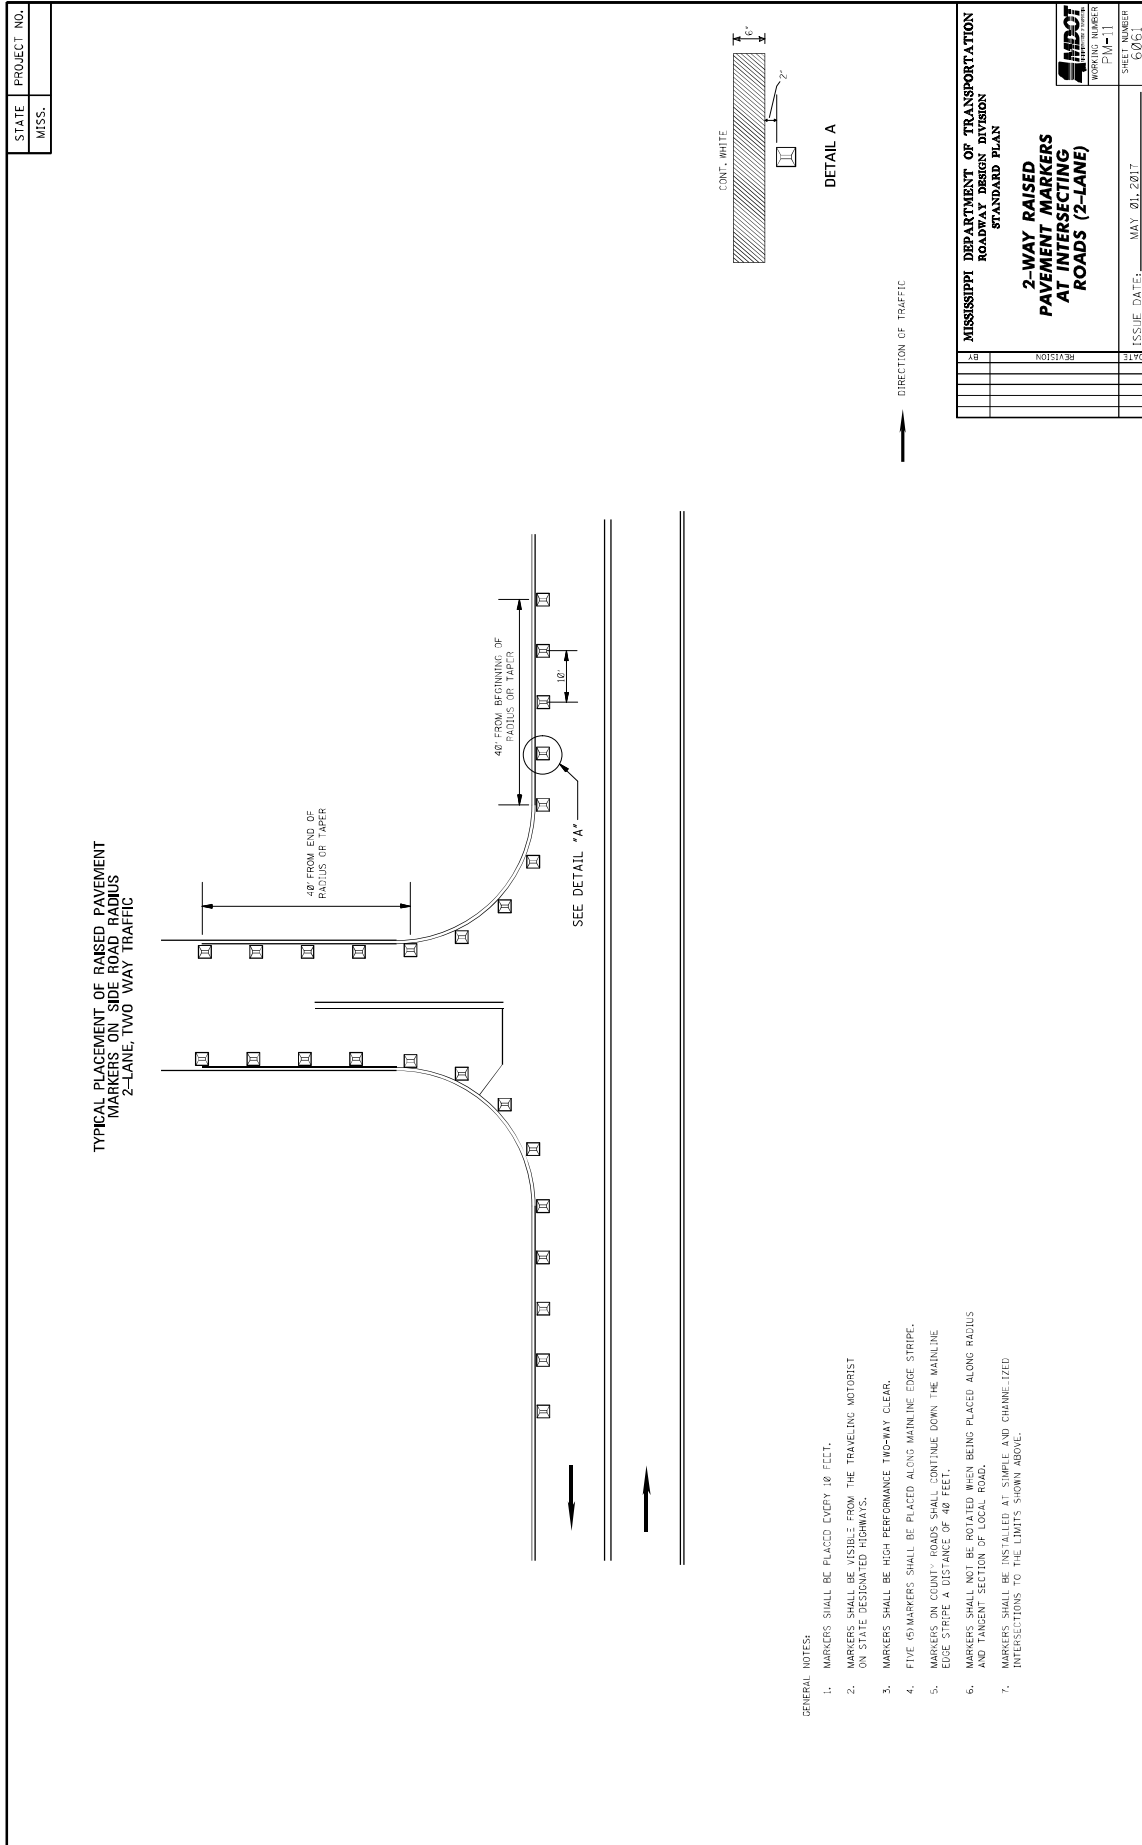 STATE PROJECT NO.
MISS.
TYPICAL PLACEMENT OF RAISED PAVEMENT
MARKERS ON SIDE ROAD RADIUS
2-LANE, TWO WAY TRAFFIC
40' FROM END OF
RADIUS OR TAPER
40' FROM BEGINNING OF
RADIUS OR TAPER
10'
SEE DETAIL "A"
CONT. WHITE
6"
2"
DETAIL A
DIRECTION OF TRAFFIC
GENERAL NOTES:
1. MARKERS SHALL BE PLACED EVERY 10 FEET.
2. MARKERS SHALL BE VISIBLE FROM THE TRAVELING MOTORIST
ON STATE DESIGNATED HIGHWAYS.
3. MARKERS SHALL BE HIGH PERFORMANCE TWO-WAY CLEAR.
4. FIVE (5) MARKERS SHALL BE PLACED ALONG MAINLINE EDGE STRIPE.
5. MARKERS ON COUNTY ROADS SHALL CONTINUE DOWN THE MAINLINE
EDGE STRIPE A DISTANCE OF 40 FEET.
6. MARKERS SHALL NOT BE ROTATED WHEN BEING PLACED ALONG RADIUS
AND TANGENT SECTION OF LOCAL ROAD.
7. MARKERS SHALL BE INSTALLED AT SIMPLE AND CHANNELIZED
INTERSECTIONS TO THE LIMITS SHOWN ABOVE.
BY
REVISION
DATE
MISSISSIPPI DEPARTMENT OF TRANSPORTATION
ROADWAY DESIGN DIVISION
STANDARD PLAN
2-WAY RAISED
PAVEMENT MARKERS
AT INTERSECTING
ROADS (2-LANE)
ISSUE DATE: MAY 01, 2017
MDOT
WORKING NUMBER
PM-11
SHEET NUMBER
6061